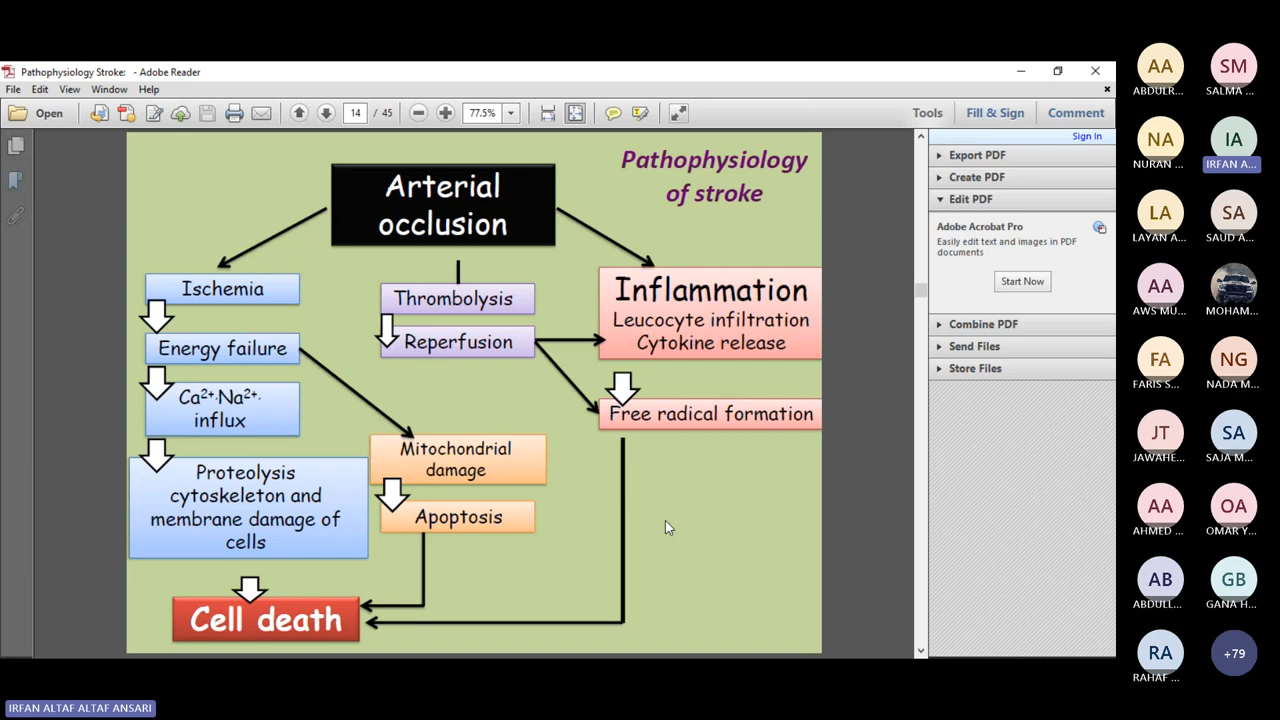 Pathophysiology Stroke: - Adobe Reader
File Edit View Window Help
Open
14 / 45
77.5%
Tools
Fill & Sign
Comment
Sign In
Export PDF
Create PDF
Edit PDF
Adobe Acrobat Pro
Easily edit text and images in PDF
documents
Start Now
Combine PDF
Send Files
Store Files
Pathophysiology
of stroke
Arterial
occlusion
Ischemia
Energy failure
Ca²⁺,Na²⁺,
influx
Proteolysis
cytoskeleton and
membrane damage of
cells
Cell death
Thrombolysis
Reperfusion
Mitochondrial
damage
Apoptosis
Inflammation
Leucocyte infiltration
Cytokine release
Free radical formation
AA
ABDULR...
SM
SALMA ...
NA
NURAN ...
IA
IRFAN A...
LA
LAYAN A...
SA
SAUD A...
AA
AWS MU...
MOHAM...
FA
FARIS S...
NG
NADA M...
JT
JAWAHE...
SA
SAJA M...
AA
AHMED ...
OA
OMAR Y...
AB
ABDULL...
GB
GANA H...
RA
RAHAF ...
+79
IRFAN ALTAF ALTAF ANSARI